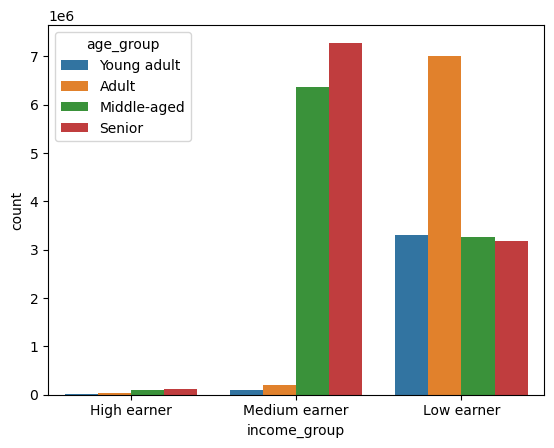 1e6
age_group
Young adult
Adult
Middle-aged
Senior
7
6
5
4
3
2
1
0
count
High earner
Medium earner
Low earner
income_group